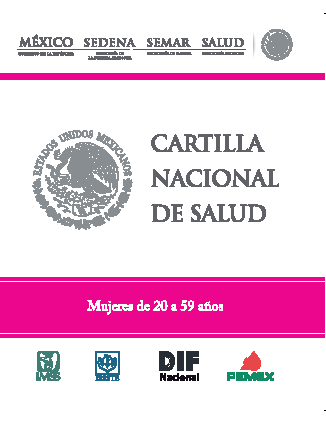 MÉXICO SEDENA SEMAR SALUD
ESTADOS UNIDOS MEXICANOS
CARTILLA
NACIONAL
DE SALUD
Mujeres de 20 a 59 años
IMSS ISSSTE DIF PEMEX
Nacional